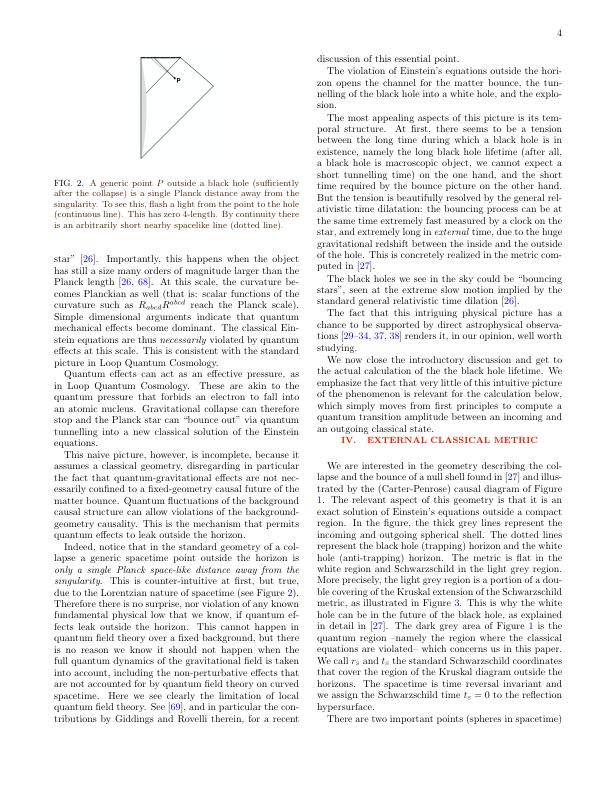 4
P
FIG. 2. A generic point P outside a black hole (sufficiently
after the collapse) is a single Planck distance away from the
singularity. To see this, flash a light from the point to the hole
(continuous line). This has zero 4-length. By continuity there
is an arbitrarily short nearby spacelike line (dotted line).
star” [26]. Importantly, this happens when the object
has still a size many orders of magnitude larger than the
Planck length [26, 68]. At this scale, the curvature be-
comes Planckian as well (that is: scalar functions of the
curvature such as RabcdRabcd reach the Planck scale).
Simple dimensional arguments indicate that quantum
mechanical effects become dominant. The classical Ein-
stein equations are thus necessarily violated by quantum
effects at this scale. This is consistent with the standard
picture in Loop Quantum Cosmology.
Quantum effects can act as an effective pressure, as
in Loop Quantum Cosmology. These are akin to the
quantum pressure that forbids an electron to fall into
an atomic nucleus. Gravitational collapse can therefore
stop and the Planck star can “bounce out” via quantum
tunnelling into a new classical solution of the Einstein
equations.
This naive picture, however, is incomplete, because it
assumes a classical geometry, disregarding in particular
the fact that quantum-gravitational effects are not nec-
essarily confined to a fixed-geometry causal future of the
matter bounce. Quantum fluctuations of the background
causal structure can allow violations of the background-
geometry causality. This is the mechanism that permits
quantum effects to leak outside the horizon.
Indeed, notice that in the standard geometry of a col-
lapse a generic spacetime point outside the horizon is
only a single Planck space-like distance away from the
singularity. This is counter-intuitive at first, but true,
due to the Lorentzian nature of spacetime (see Figure 2).
Therefore there is no surprise, nor violation of any known
fundamental physical low that we know, if quantum ef-
fects leak outside the horizon. This cannot happen in
quantum field theory over a fixed background, but there
is no reason we know it should not happen when the
full quantum dynamics of the gravitational field is taken
into account, including the non-perturbative effects that
are not accounted for by quantum field theory on curved
spacetime. Here we see clearly the limitation of local
quantum field theory. See [69], and in particular the con-
tributions by Giddings and Rovelli therein, for a recent
discussion of this essential point.
The violation of Einstein’s equations outside the hori-
zon opens the channel for the matter bounce, the tun-
nelling of the black hole into a white hole, and the explo-
sion.
The most appealing aspects of this picture is its tem-
poral structure. At first, there seems to be a tension
between the long time during which a black hole is in
existence, namely the long black hole lifetime (after all,
a black hole is macroscopic object, we cannot expect a
short tunnelling time) on the one hand, and the short
time required by the bounce picture on the other hand.
But the tension is beautifully resolved by the general rel-
ativistic time dilatation: the bouncing process can be at
the same time extremely fast measured by a clock on the
star, and extremely long in external time, due to the huge
gravitational redshift between the inside and the outside
of the hole. This is concretely realized in the metric com-
puted in [27].
The black holes we see in the sky could be “bouncing
stars”, seen at the extreme slow motion implied by the
standard general relativistic time dilation [26].
The fact that this intriguing physical picture has a
chance to be supported by direct astrophysical observa-
tions [29–34, 37, 38] renders it, in our opinion, well worth
studying.
We now close the introductory discussion and get to
the actual calculation of the the black hole lifetime. We
emphasize the fact that very little of this intuitive picture
of the phenomenon is relevant for the calculation below,
which simply moves from first principles to compute a
quantum transition amplitude between an incoming and
an outgoing classical state.
IV. EXTERNAL CLASSICAL METRIC
We are interested in the geometry describing the col-
lapse and the bounce of a null shell found in [27] and illus-
trated by the (Carter-Penrose) causal diagram of Figure
1. The relevant aspect of this geometry is that it is an
exact solution of Einstein’s equations outside a compact
region. In the figure, the thick grey lines represent the
incoming and outgoing spherical shell. The dotted lines
represent the black hole (trapping) horizon and the white
hole (anti-trapping) horizon. The metric is flat in the
white region and Schwarzschild in the light grey region.
More precisely, the light grey region is a portion of a dou-
ble covering of the Kruskal extension of the Schwarzschild
metric, as illustrated in Figure 3. This is why the white
hole can be in the future of the black hole, as explained
in detail in [27]. The dark grey area of Figure 1 is the
quantum region –namely the region where the classical
equations are violated– which concerns us in this paper.
We call rs and ts the standard Schwarzschild coordinates
that cover the region of the Kruskal diagram outside the
horizons. The spacetime is time reversal invariant and
we assign the Schwarzschild time ts = 0 to the reflection
hypersurface.
There are two important points (spheres in spacetime)